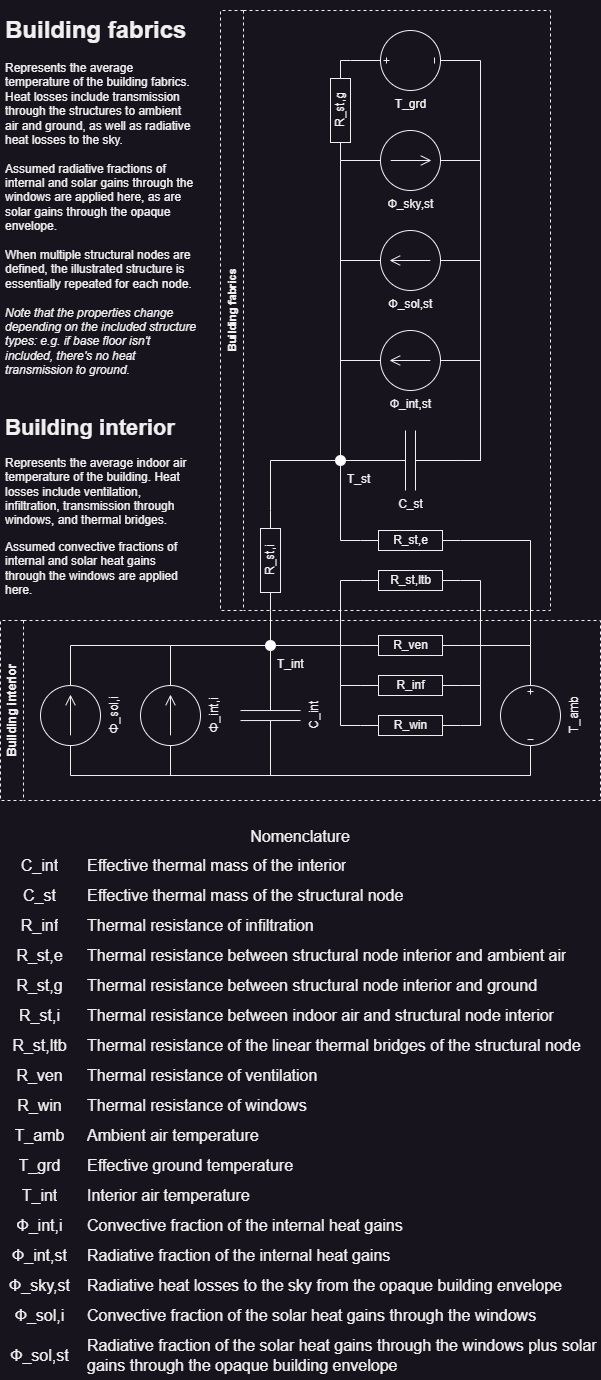 Building fabrics
Represents the average
temperature of the building fabrics.
Heat losses include transmission
through the structures to ambient
air and ground, as well as radiative
heat losses to the sky.
Assumed radiative fractions of
internal and solar gains through the
windows are applied here, as are
solar gains through the opaque
envelope.
When multiple structural nodes are
defined, the illustrated structure is
essentially repeated for each node.
Note that the properties change
depending on the included structure
types: e.g. if base floor isn't
included, there's no heat
transmission to ground.
Building interior
Represents the average indoor air
temperature of the building. Heat
losses include ventilation,
infiltration, transmission through
windows, and thermal bridges.
Assumed convective fractions of
internal and solar heat gains
through the windows are applied
here.
Building fabrics
+
-
T_grd
R_st,g
Φ_sky,st
Φ_sol,st
Φ_int,st
T_st
C_st
R_st,e
R_st,i
R_st,ltb
Building interior
R_ven
T_int
R_inf
R_win
Φ_sol,i
Φ_int,i
C_int
+
-
T_amb
Nomenclature
C_int Effective thermal mass of the interior
C_st Effective thermal mass of the structural node
R_inf Thermal resistance of infiltration
R_st,e Thermal resistance between structural node interior and ambient air
R_st,g Thermal resistance between structural node interior and ground
R_st,i Thermal resistance between indoor air and structural node interior
R_st,ltb Thermal resistance of the linear thermal bridges of the structural node
R_ven Thermal resistance of ventilation
R_win Thermal resistance of windows
T_amb Ambient air temperature
T_grd Effective ground temperature
T_int Interior air temperature
Φ_int,i Convective fraction of the internal heat gains
Φ_int,st Radiative fraction of the internal heat gains
Φ_sky,st Radiative heat losses to the sky from the opaque building envelope
Φ_sol,i Convective fraction of the solar heat gains through the windows
Φ_sol,st Radiative fraction of the solar heat gains through the windows plus solar
gains through the opaque building envelope